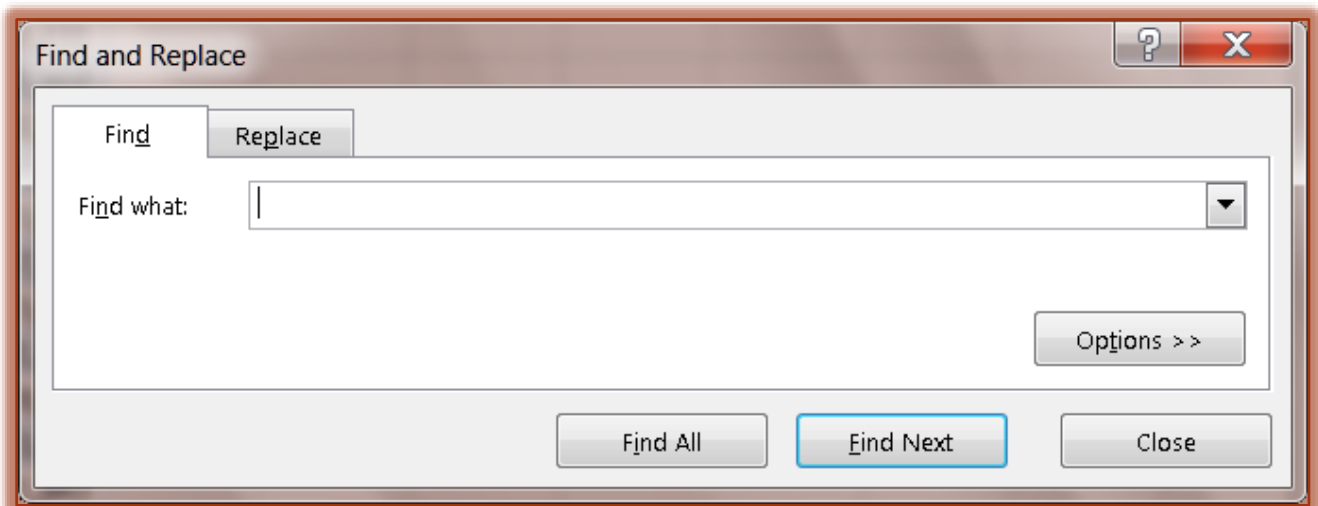 Find and Replace
Find
Replace
Find what:
Options >>
Find All
Find Next
Close